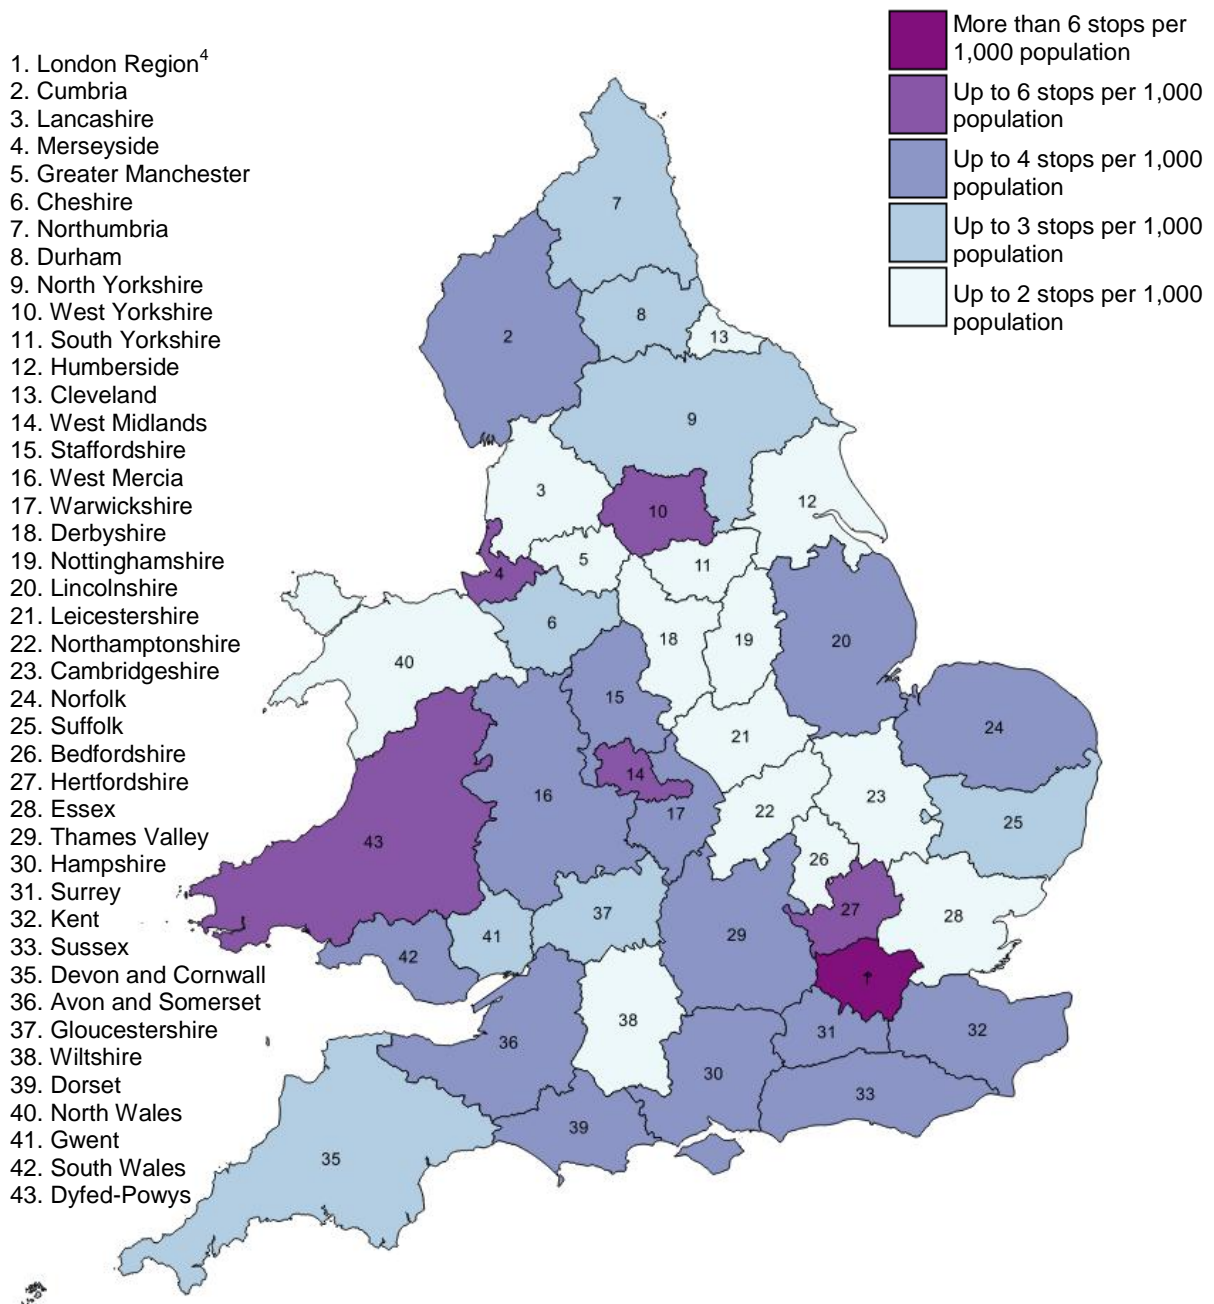 1. London Region4
2. Cumbria
3. Lancashire
4. Merseyside
5. Greater Manchester
6. Cheshire
7. Northumbria
8. Durham
9. North Yorkshire
10. West Yorkshire
11. South Yorkshire
12. Humberside
13. Cleveland
14. West Midlands
15. Staffordshire
16. West Mercia
17. Warwickshire
18. Derbyshire
19. Nottinghamshire
20. Lincolnshire
21. Leicestershire
22. Northamptonshire
23. Cambridgeshire
24. Norfolk
25. Suffolk
26. Bedfordshire
27. Hertfordshire
28. Essex
29. Thames Valley
30. Hampshire
31. Surrey
32. Kent
33. Sussex
35. Devon and Cornwall
36. Avon and Somerset
37. Gloucestershire
38. Wiltshire
39. Dorset
40. North Wales
41. Gwent
42. South Wales
43. Dyfed-Powys
More than 6 stops per
1,000 population
Up to 6 stops per 1,000
population
Up to 4 stops per 1,000
population
Up to 3 stops per 1,000
population
Up to 2 stops per 1,000
population
7
8
2
13
9
3
10
12
5
11
4
6
18
19
20
40
15
24
21
14
16
23
22
17
25
43
26
27
37
28
41
29
42
38
31
32
36
30
33
39
35